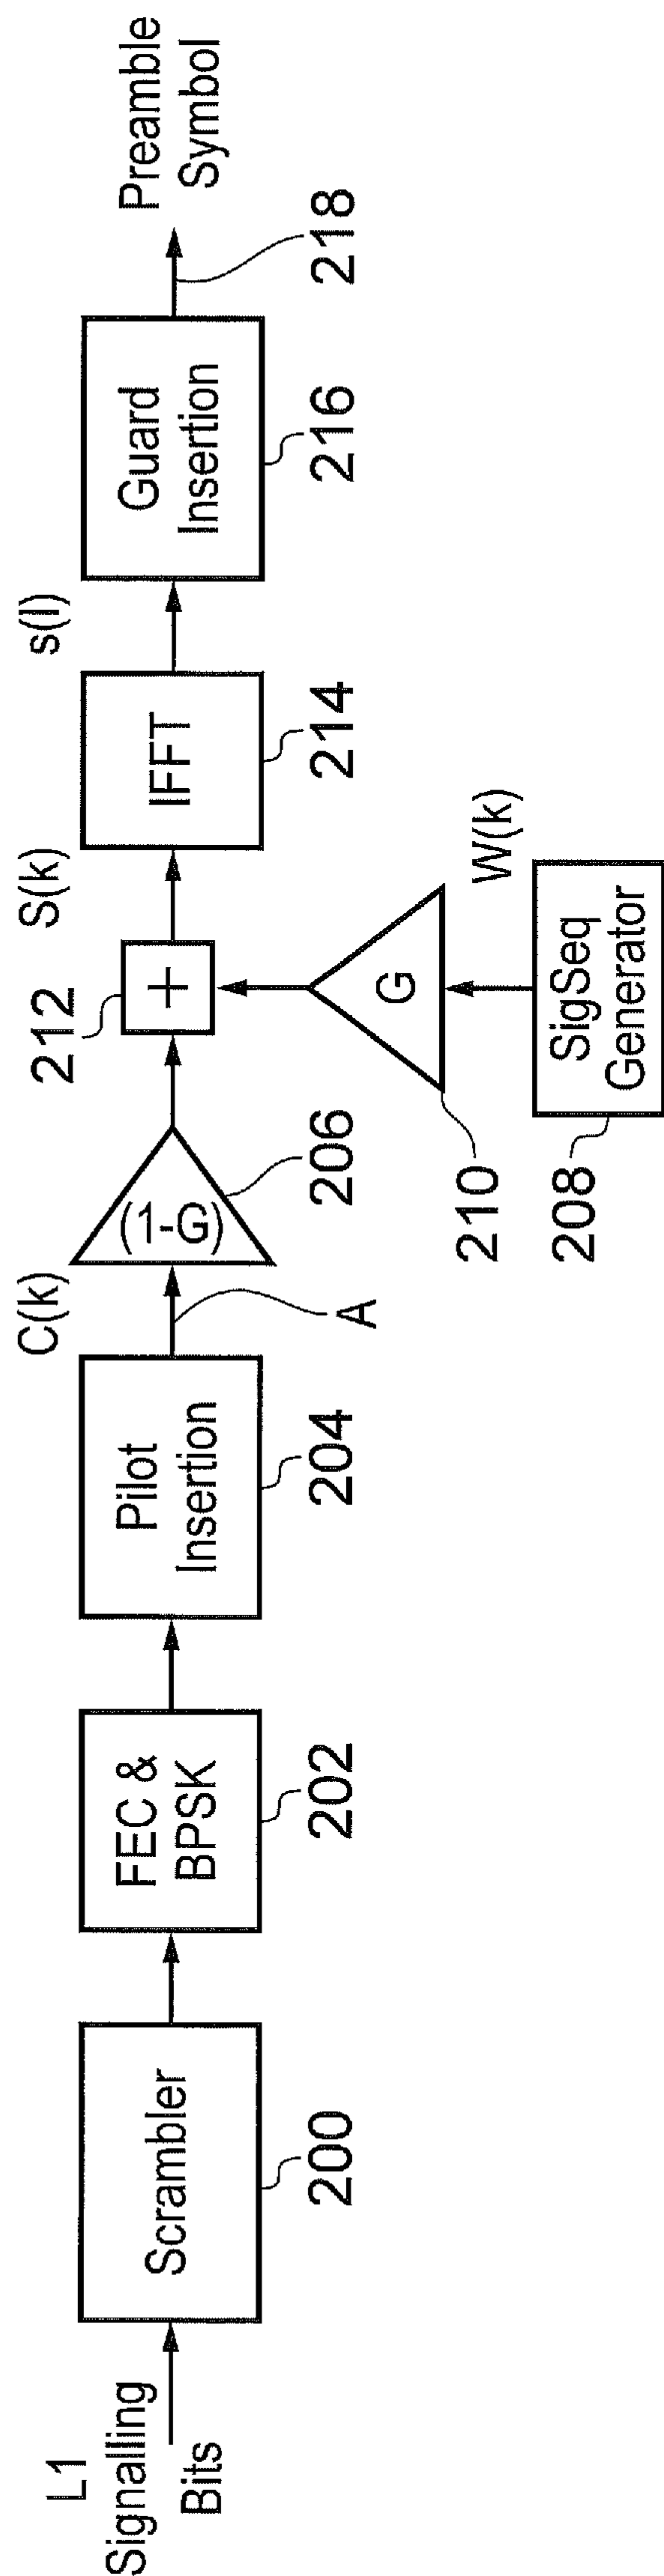 L1
Signalling
Bits
Scrambler
200
FEC &
BPSK
202
Pilot
Insertion
204
C(k)
A
(1-G)
206
212
+
S(k)
IFFT
214
s(l)
Guard
Insertion
216
218
Preamble
Symbol
G
210
W(k)
SigSeq
Generator
208